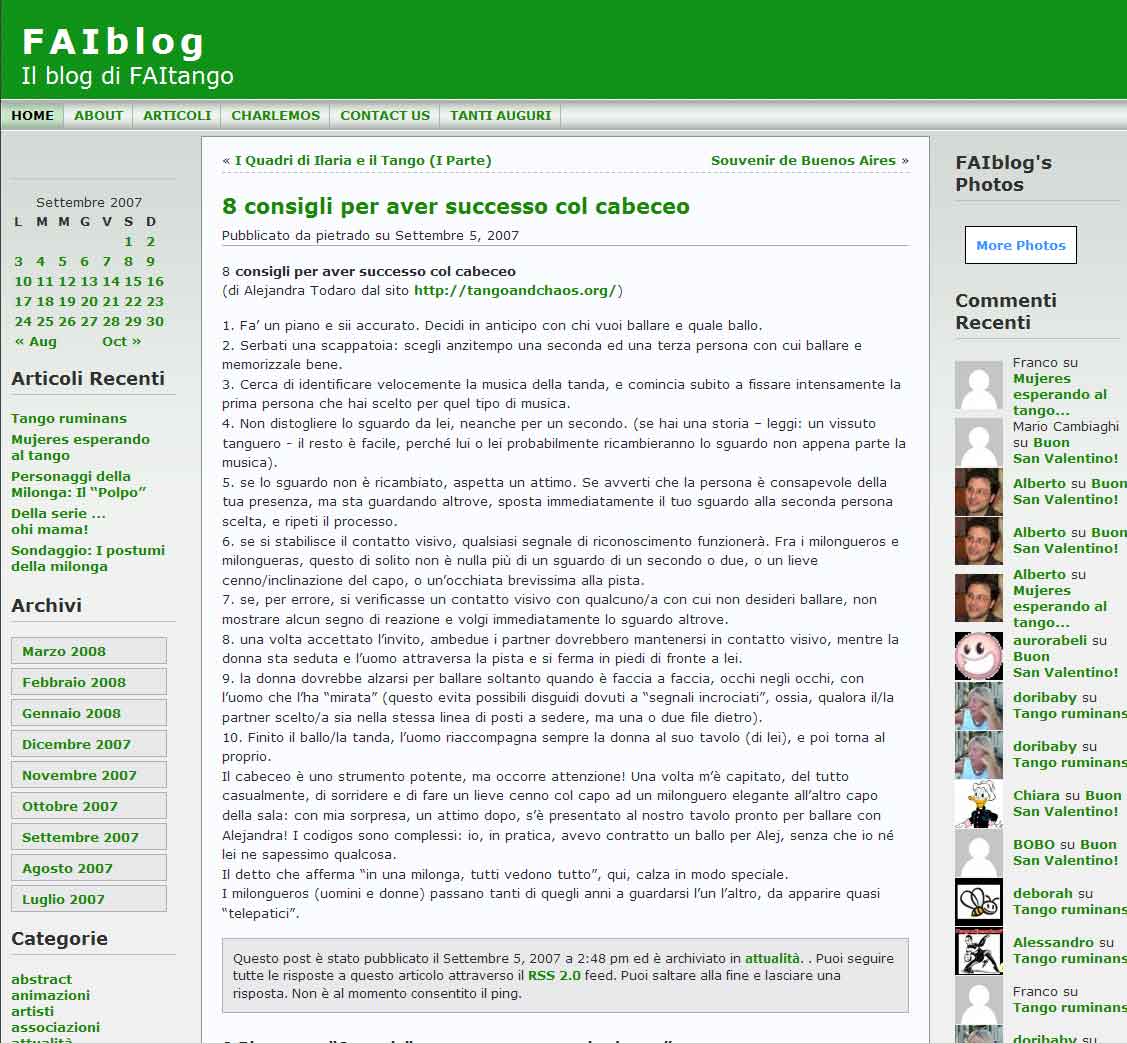 FAIblog
Il blog di FAItango
HOME ABOUT ARTICOLI CHARLEMOS CONTACT US TANTI AUGURI
Settembre 2007
L M M G V S D
1 2
3 4 5 6 7 8 9
10 11 12 13 14 15 16
17 18 19 20 21 22 23
24 25 26 27 28 29 30
« Aug Oct »
Articoli Recenti
Tango ruminans
Mujeres esperando
al tango
Personaggi della
Milonga: Il “Polpo”
Della serie ...
ohi mama!
Sondaggio: I postumi
della milonga
Archivi
Marzo 2008
Febbraio 2008
Gennaio 2008
Dicembre 2007
Novembre 2007
Ottobre 2007
Settembre 2007
Agosto 2007
Luglio 2007
Categorie
abstract
animazioni
artisti
associazioni
attualità
« I Quadri di Ilaria e il Tango (I Parte) Souvenir de Buenos Aires »
8 consigli per aver successo col cabeceo
Pubblicato da pietrado su Settembre 5, 2007
8 consigli per aver successo col cabeceo
(di Alejandra Todaro dal sito http://tangoandchaos.org/)
1. Fa’ un piano e sii accurato. Decidi in anticipo con chi vuoi ballare e quale ballo.
2. Serbati una scappatoia: scegli anzitempo una seconda ed una terza persona con cui ballare e
memorizzale bene.
3. Cerca di identificare velocemente la musica della tanda, e comincia subito a fissare intensamente la
prima persona che hai scelto per quel tipo di musica.
4. Non distogliere lo sguardo da lei, neanche per un secondo. (se hai una storia – leggi: un vissuto
tanguero - il resto è facile, perché lui o lei probabilmente ricambieranno lo sguardo non appena parte la
musica).
5. se lo sguardo non è ricambiato, aspetta un attimo. Se avverti che la persona è consapevole della
tua presenza, ma sta guardando altrove, sposta immediatamente il tuo sguardo alla seconda persona
scelta, e ripeti il processo.
6. se si stabilisce il contatto visivo, qualsiasi segnale di riconoscimento funzionerà. Fra i milongueros e
milongueras, questo di solito non è nulla più di un sguardo di un secondo o due, o un lieve
cenno/inclinazione del capo, o un’occhiata brevissima alla pista.
7. se, per errore, si verificasse un contatto visivo con qualcuno/a con cui non desideri ballare, non
mostrare alcun segno di reazione e volgi immediatamente lo sguardo altrove.
8. una volta accettato l’invito, ambedue i partner dovrebbero mantenersi in contatto visivo, mentre la
donna sta seduta e l’uomo attraversa la pista e si ferma in piedi di fronte a lei.
9. la donna dovrebbe alzarsi per ballare soltanto quando è faccia a faccia, occhi negli occhi, con
l’uomo che l’ha “mirata” (questo evita possibili disguidi dovuti a “segnali incrociati”, ossia, qualora il/la
partner scelto/a sia nella stessa linea di posti a sedere, ma una o due file dietro).
10. Finito il ballo/la tanda, l’uomo riaccompagna sempre la donna al suo tavolo (di lei), e poi torna al
proprio.
Il cabeceo è uno strumento potente, ma occorre attenzione! Una volta m’è capitato, del tutto
casualmente, di sorridere e di fare un lieve cenno col capo ad un milonguero elegante all’altro capo
della sala: con mia sorpresa, un attimo dopo, s’è presentato al nostro tavolo pronto per ballare con
Alejandra! I codigos sono complessi: io, in pratica, avevo contratto un ballo per Alej, senza che io né
lei ne sapessimo qualcosa.
Il detto che afferma “in una milonga, tutti vedono tutto”, qui, calza in modo speciale.
I milongueros (uomini e donne) passano tanti di quegli anni a guardarsi l’un l’altro, da apparire quasi
“telepatici”.
Questo post è stato pubblicato il Settembre 5, 2007 a 2:48 pm ed è archiviato in attualità. . Puoi seguire
tutte le risposte a questo articolo attraverso il RSS 2.0 feed. Puoi saltare alla fine e lasciare una
risposta. Non è al momento consentito il ping.
FAIblog's
Photos
More Photos
Commenti
Recenti
Franco su
Mujeres
esperando al
tango...
Mario Cambiaghi
su Buon
San Valentino!
Alberto su Buon
San Valentino!
Alberto su Buon
San Valentino!
Alberto su
Mujeres
esperando al
tango...
aurorabeli su
Buon
San Valentino!
doribaby su
Tango ruminans
doribaby su
Tango ruminans
Chiara su Buon
San Valentino!
BOBO su Buon
San Valentino!
deborah su
Tango ruminans
Alessandro su
Tango ruminans
Franco su
Tango ruminans
doribaby su